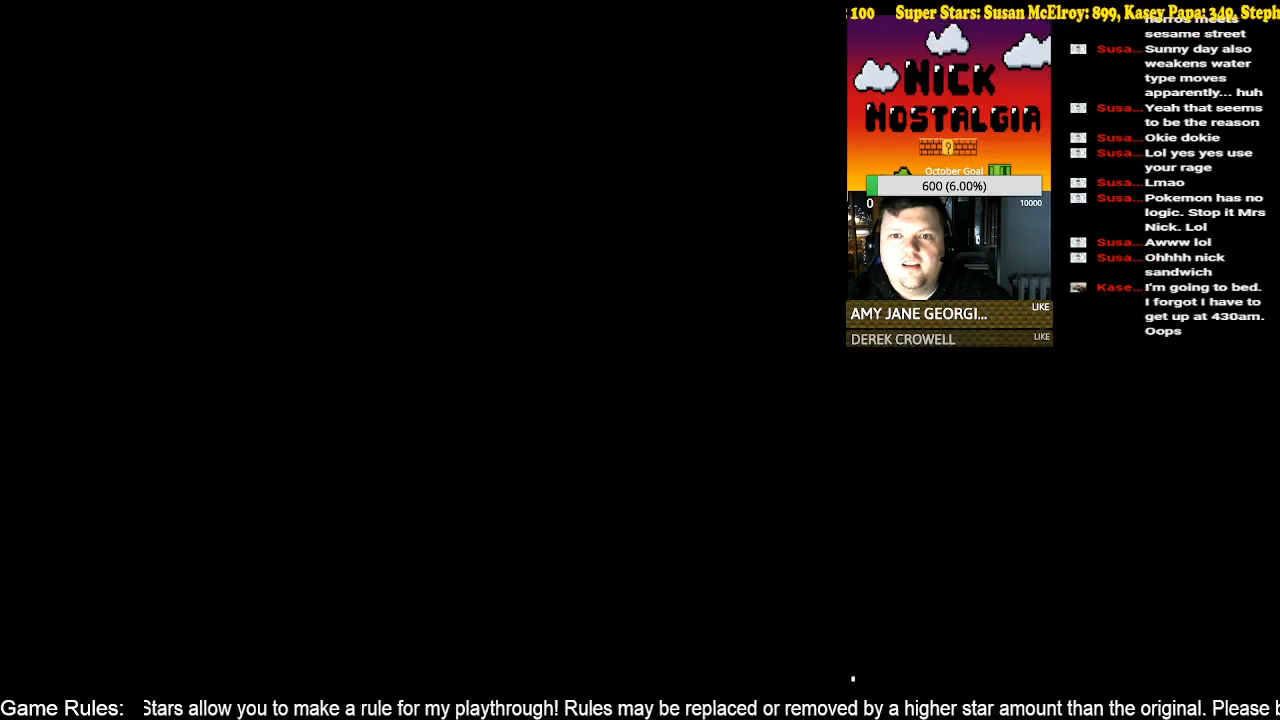 : 100 Super Stars: Susan McElroy: 899, Kasey Papa: 340, Steph
NICK
NOSTALGIA
?
October Goal
600 (6.00%)
0 10000
AMY JANE GEORGI... LIKE
DEREK CROWELL LIKE
horros meets
sesame street
Susa... Sunny day also
weakens water
type moves
apparently... huh
Susa... Yeah that seems
to be the reason
Susa... Okie dokie
Susa... Lol yes yes use
your rage
Susa... Lmao
Susa... Pokemon has no
logic. Stop it Mrs
Nick. Lol
Susa... Awww lol
Susa... Ohhhh nick
sandwich
Kase... I'm going to bed.
I forgot I have to
get up at 430am.
Oops
Game Rules: Stars allow you to make a rule for my playthrough! Rules may be replaced or removed by a higher star amount than the original. Please b